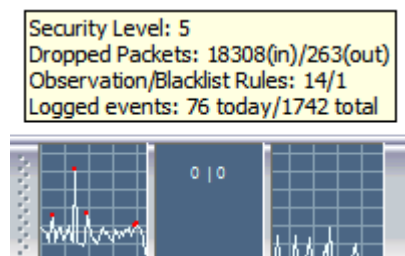 Security Level: 5
Dropped Packets: 18308(in)/263(out)
Observation/Blacklist Rules: 14/1
Logged events: 76 today/1742 total
0 | 0